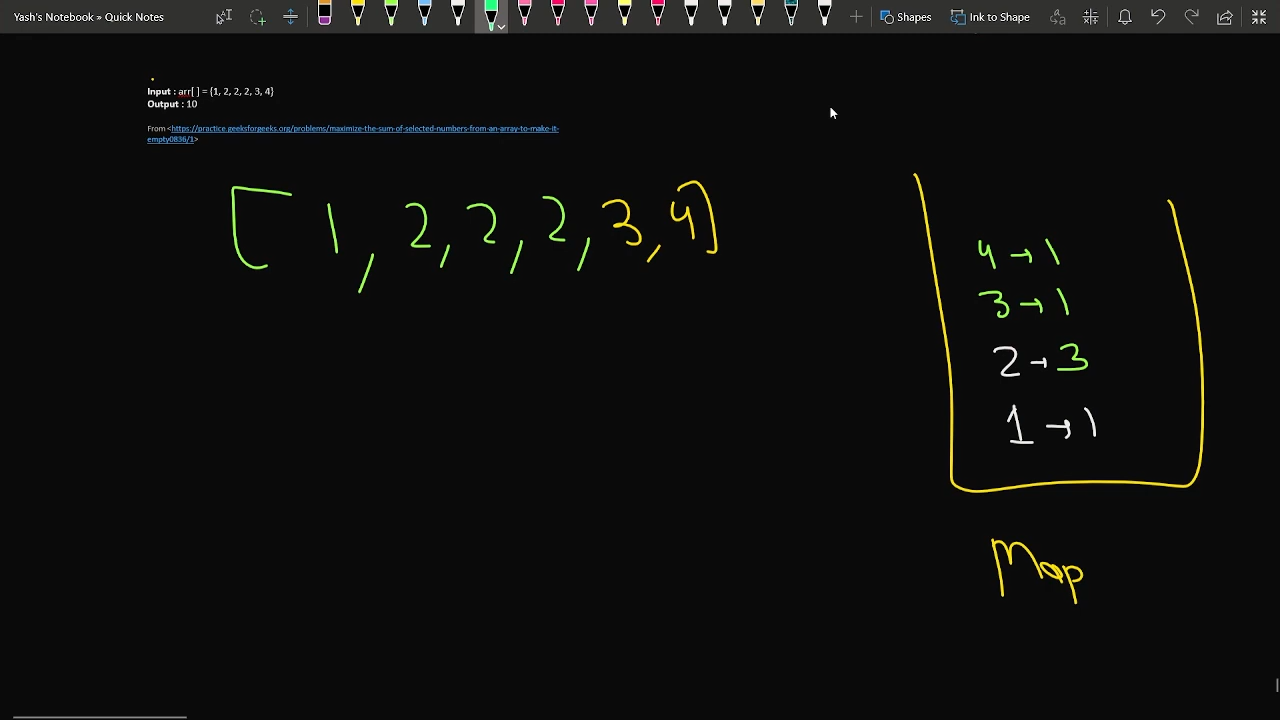 Yash's Notebook » Quick Notes
Shapes
Ink to Shape
Input : arr[ ] = {1, 2, 2, 2, 3, 4}
Output : 10
From <https://practice.geeksforgeeks.org/problems/maximize-the-sum-of-selected-numbers-from-an-array-to-make-it-
empty0836/1>
[ 1, 2, 2, 2, 3, 4]
4 → 1
3 → 1
2 → 3
1 → 1
Map